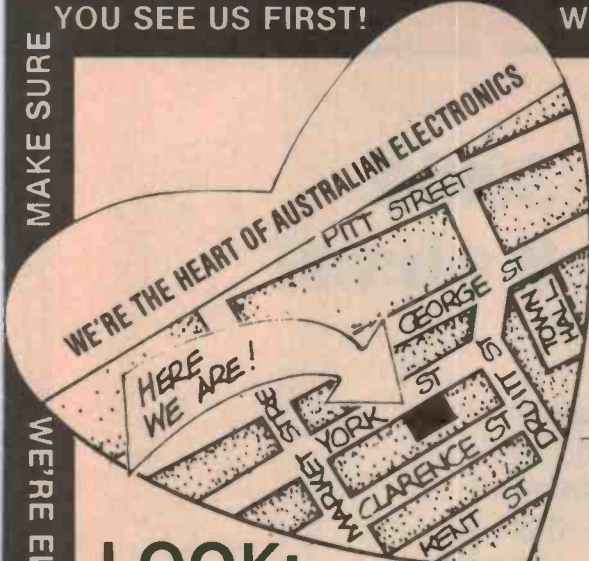 YOU SEE US FIRST!
W
MAKE SURE
WE'RE THE HEART OF AUSTRALIAN ELECTRONICS
PITT STREET
GEORGE ST
TOWN
HALL
HERE
WE ARE!
YORK ST
DRUITT ST
MARKET
CLARENCE ST
KENT ST
WE'RE
LOOK: